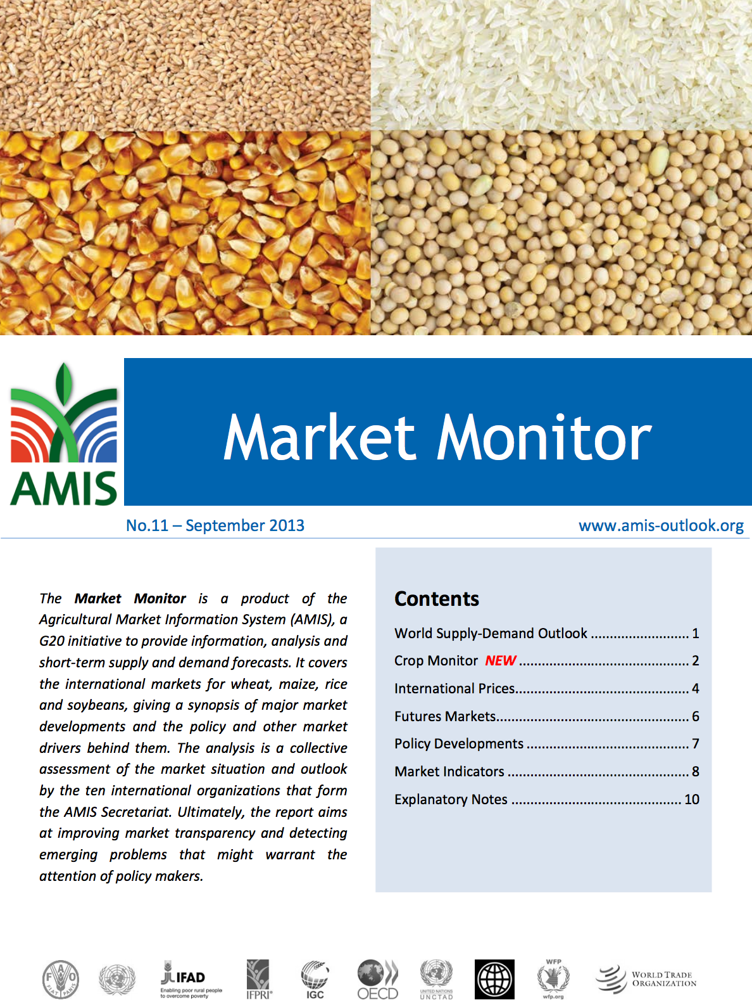 AMIS
Market Monitor
No.11 – September 2013
www.amis-outlook.org
The Market Monitor is a product of the
Agricultural Market Information System (AMIS), a
G20 initiative to provide information, analysis and
short-term supply and demand forecasts. It covers
the international markets for wheat, maize, rice
and soybeans, giving a synopsis of major market
developments and the policy and other market
drivers behind them. The analysis is a collective
assessment of the market situation and outlook
by the ten international organizations that form
the AMIS Secretariat. Ultimately, the report aims
at improving market transparency and detecting
emerging problems that might warrant the
attention of policy makers.
Contents
World Supply-Demand Outlook .......................... 1
Crop Monitor NEW ............................................. 2
International Prices.............................................. 4
Futures Markets................................................... 6
Policy Developments ........................................... 7
Market Indicators ................................................ 8
Explanatory Notes ............................................. 10
F A O
FIAT PANIS
IFAD
Enabling poor rural people
to overcome poverty
IFPRI®
IGC
OECD
UNITED NATIONS
UNCTAD
WFP
wfp.org
WORLD TRADE
ORGANIZATION